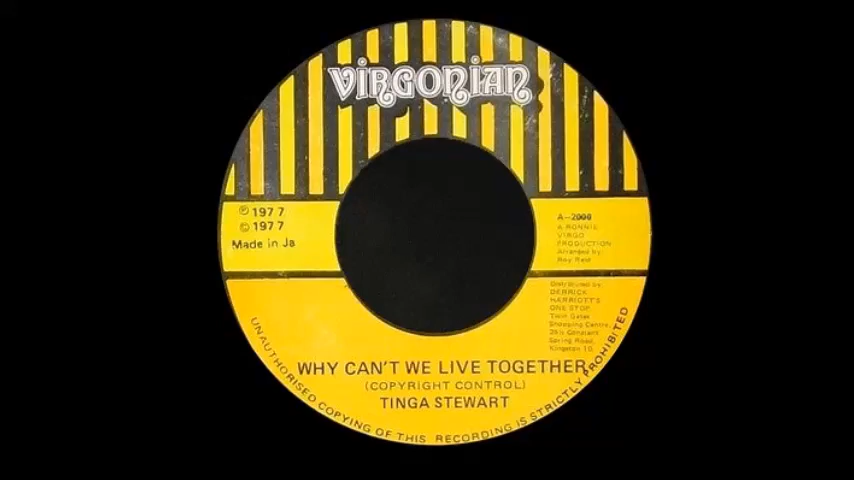 VIRGONIAN
℗ 1977
© 1977
Made in Ja
A-2000
A RONNIE
VIRGO
PRODUCTION
Arranged by
Roy Reid
Distributed by:
DERRICK
HARRIOTT'S
ONE STOP
Twin Gates
Shopping Centre,
25½ Constant
Spring Road,
Kingston 10.
WHY CAN'T WE LIVE TOGETHER
(COPYRIGHT CONTROL)
TINGA STEWART
UNAUTHORISED COPYING OF THIS RECORDING IS STRICTLY PROHIBITED